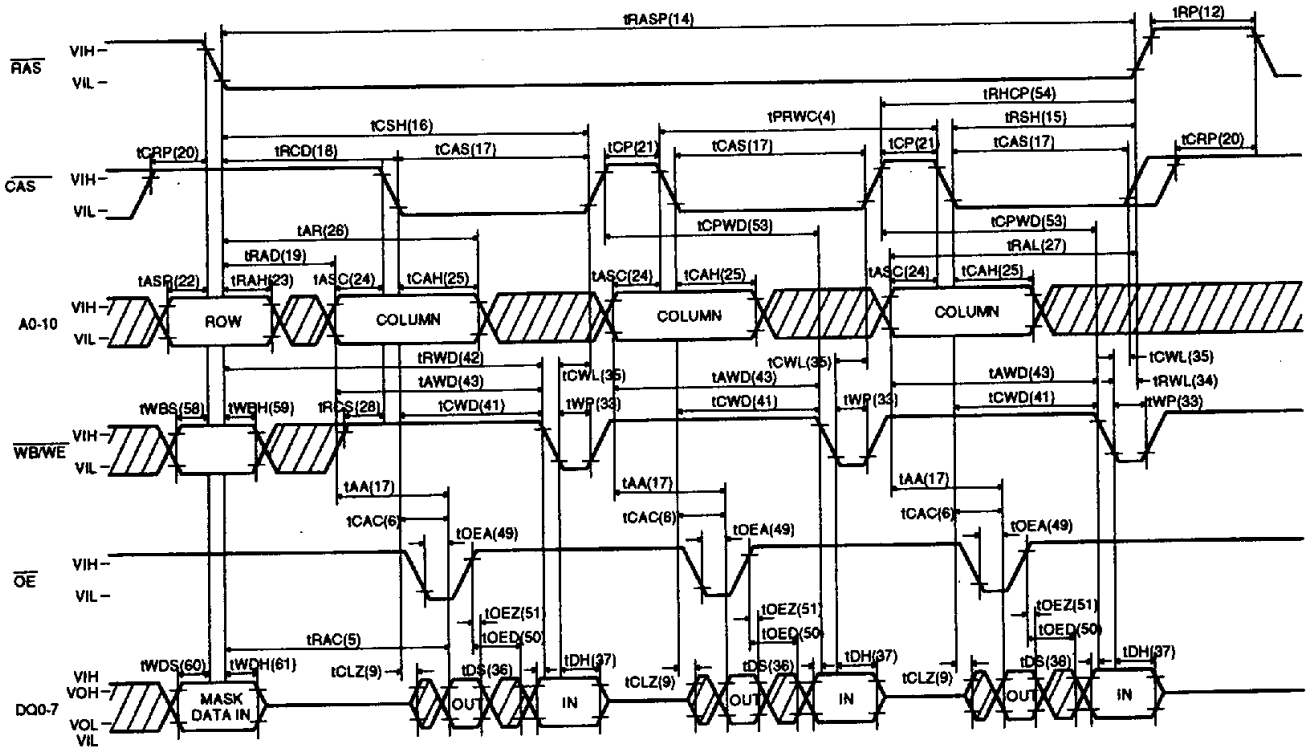 tRASP(14) tRP(12)
VIH
RAS
VIL
tRHCP(54)
tPRWC(4)
tCSH(16) tRSH(15)
tCRP(20) tRCD(18) tCAS(17) tCP(21) tCAS(17) tCP(21) tCAS(17) tCRP(20)
VIH
CAS
VIL
tCPWD(53) tCPWD(53)
tAR(26) tRAL(27)
tRAD(19)
tASR(22) tRAH(23) tASC(24) tCAH(25) tASC(24) tCAH(25) tASC(24) tCAH(25)
VIH
A0-10 ROW COLUMN COLUMN COLUMN
VIL
tRWD(42) tCWL(35) tCWL(35) tCWL(35)
tAWD(43) tAWD(43) tAWD(43) tRWL(34)
tWBS(58) tWBH(59) tRCS(28) tCWD(41) tWP(33) tCWD(41) tWP(33) tCWD(41) tWP(33)
VIH
WB/WE
VIL
tAA(17) tAA(17) tAA(17)
tCAC(6) tOEA(49) tCAC(6) tOEA(49) tCAC(6) tOEA(49)
VIH
OE
VIL
tOEZ(51) tOEZ(51) tOEZ(51)
tRAC(5) tOED(50) tOED(50) tOED(50)
tWDS(60) tWDH(61) tCLZ(9) tDS(36) tDH(37) tCLZ(9) tDS(36) tDH(37) tCLZ(9) tDS(36) tDH(37)
VIH
VOH
DQ0-7 MASK DATA IN OUT IN OUT IN OUT IN
VOL
VIL